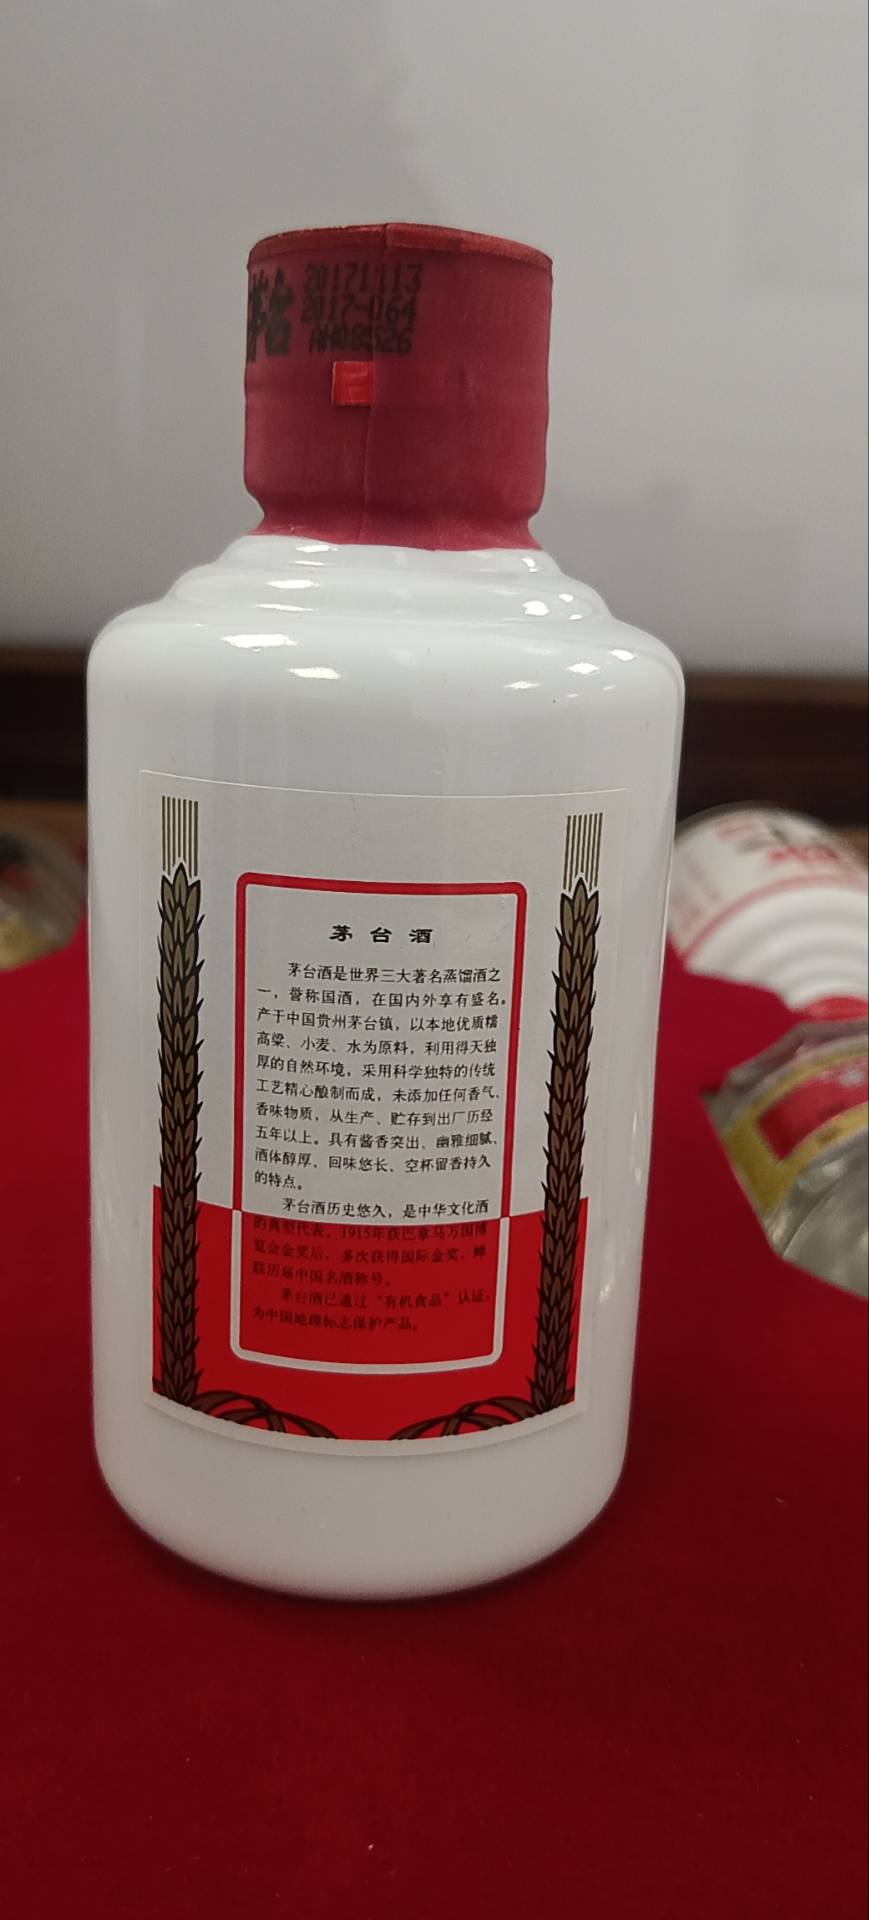 茅台
20171113
2017-064
AH08526
茅台酒
茅台酒是世界三大著名蒸馏酒之
一，誉称国酒，在国内外享有盛名。
产于中国贵州茅台镇，以本地优质糯
高粱、小麦、水为原料，利用得天独
厚的自然环境，采用科学独特的传统
工艺精心酿制而成，未添加任何香气、
香味物质，从生产、贮存到出厂历经
五年以上。具有酱香突出、幽雅细腻、
酒体醇厚、回味悠长、空杯留香持久
的特点。
茅台酒历史悠久，是中华文化酒
的典型代表。1915年获巴拿马万国博
览会金奖后，多次获得国际金奖，蝉
联历届中国名酒称号。
茅台酒已通过“有机食品”认证，
为中国地理标志保护产品。